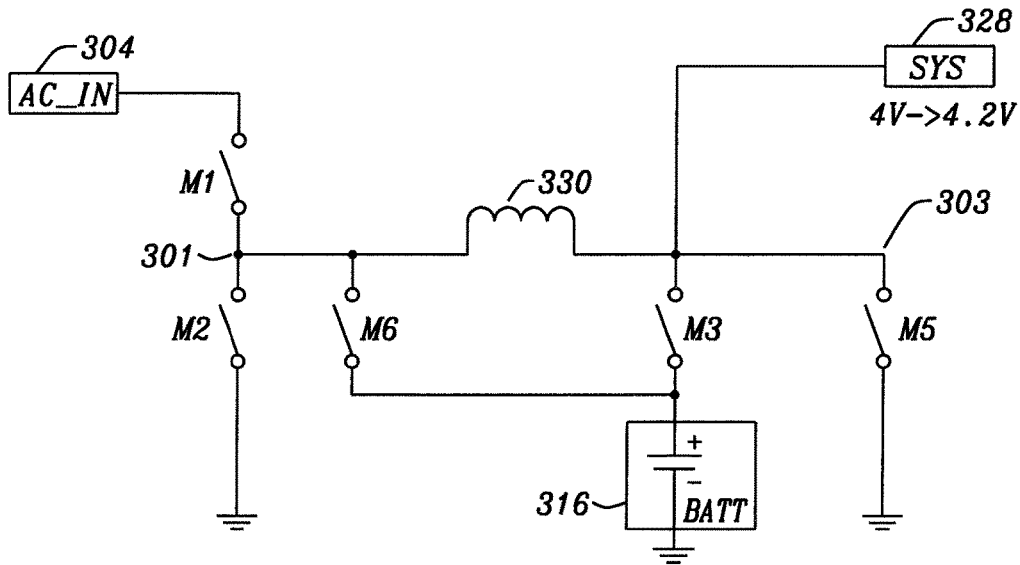 328
304
SYS
AC_IN
4V->4.2V
M1
330
303
301
M2
M6
M3
M5
+
-
316
BATT